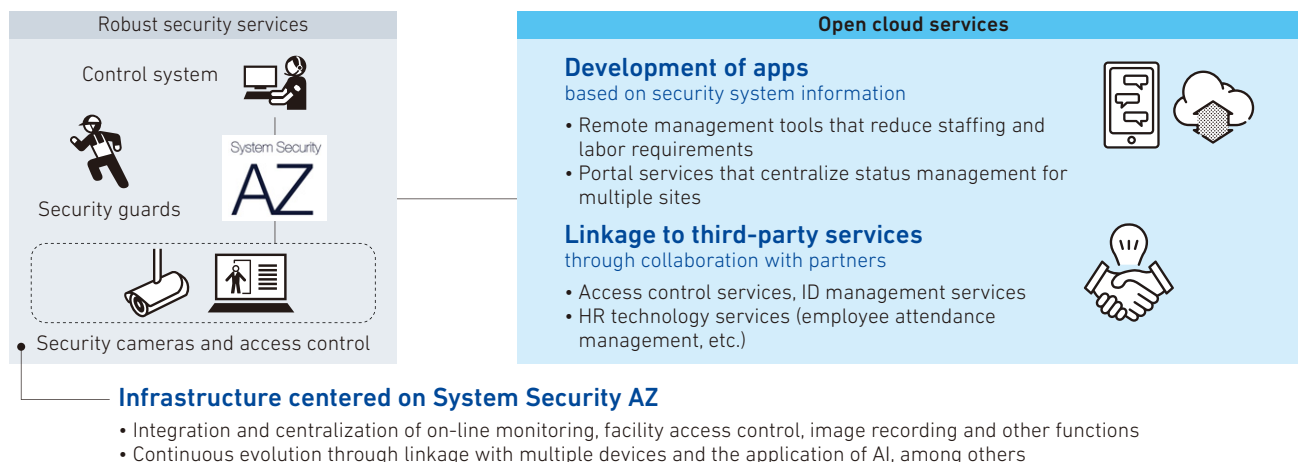 Robust security services
Control system
System Security
AZ
Security guards
Security cameras and access control
Open cloud services
Development of apps
based on security system information
• Remote management tools that reduce staffing and
labor requirements
• Portal services that centralize status management for
multiple sites
Linkage to third-party services
through collaboration with partners
• Access control services, ID management services
• HR technology services (employee attendance
management, etc.)
Infrastructure centered on System Security AZ
• Integration and centralization of on-line monitoring, facility access control, image recording and other functions
• Continuous evolution through linkage with multiple devices and the application of AI, among others